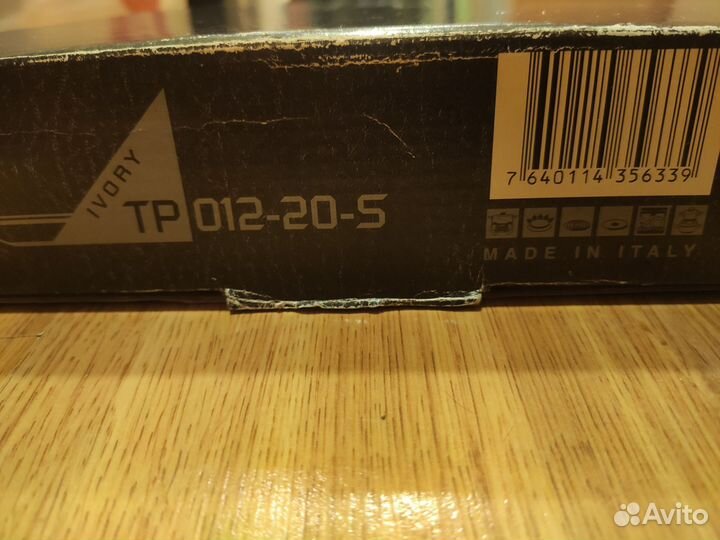 IVORY
TP 012-20-S
7 640114 356339
MADE IN ITALY
Avito